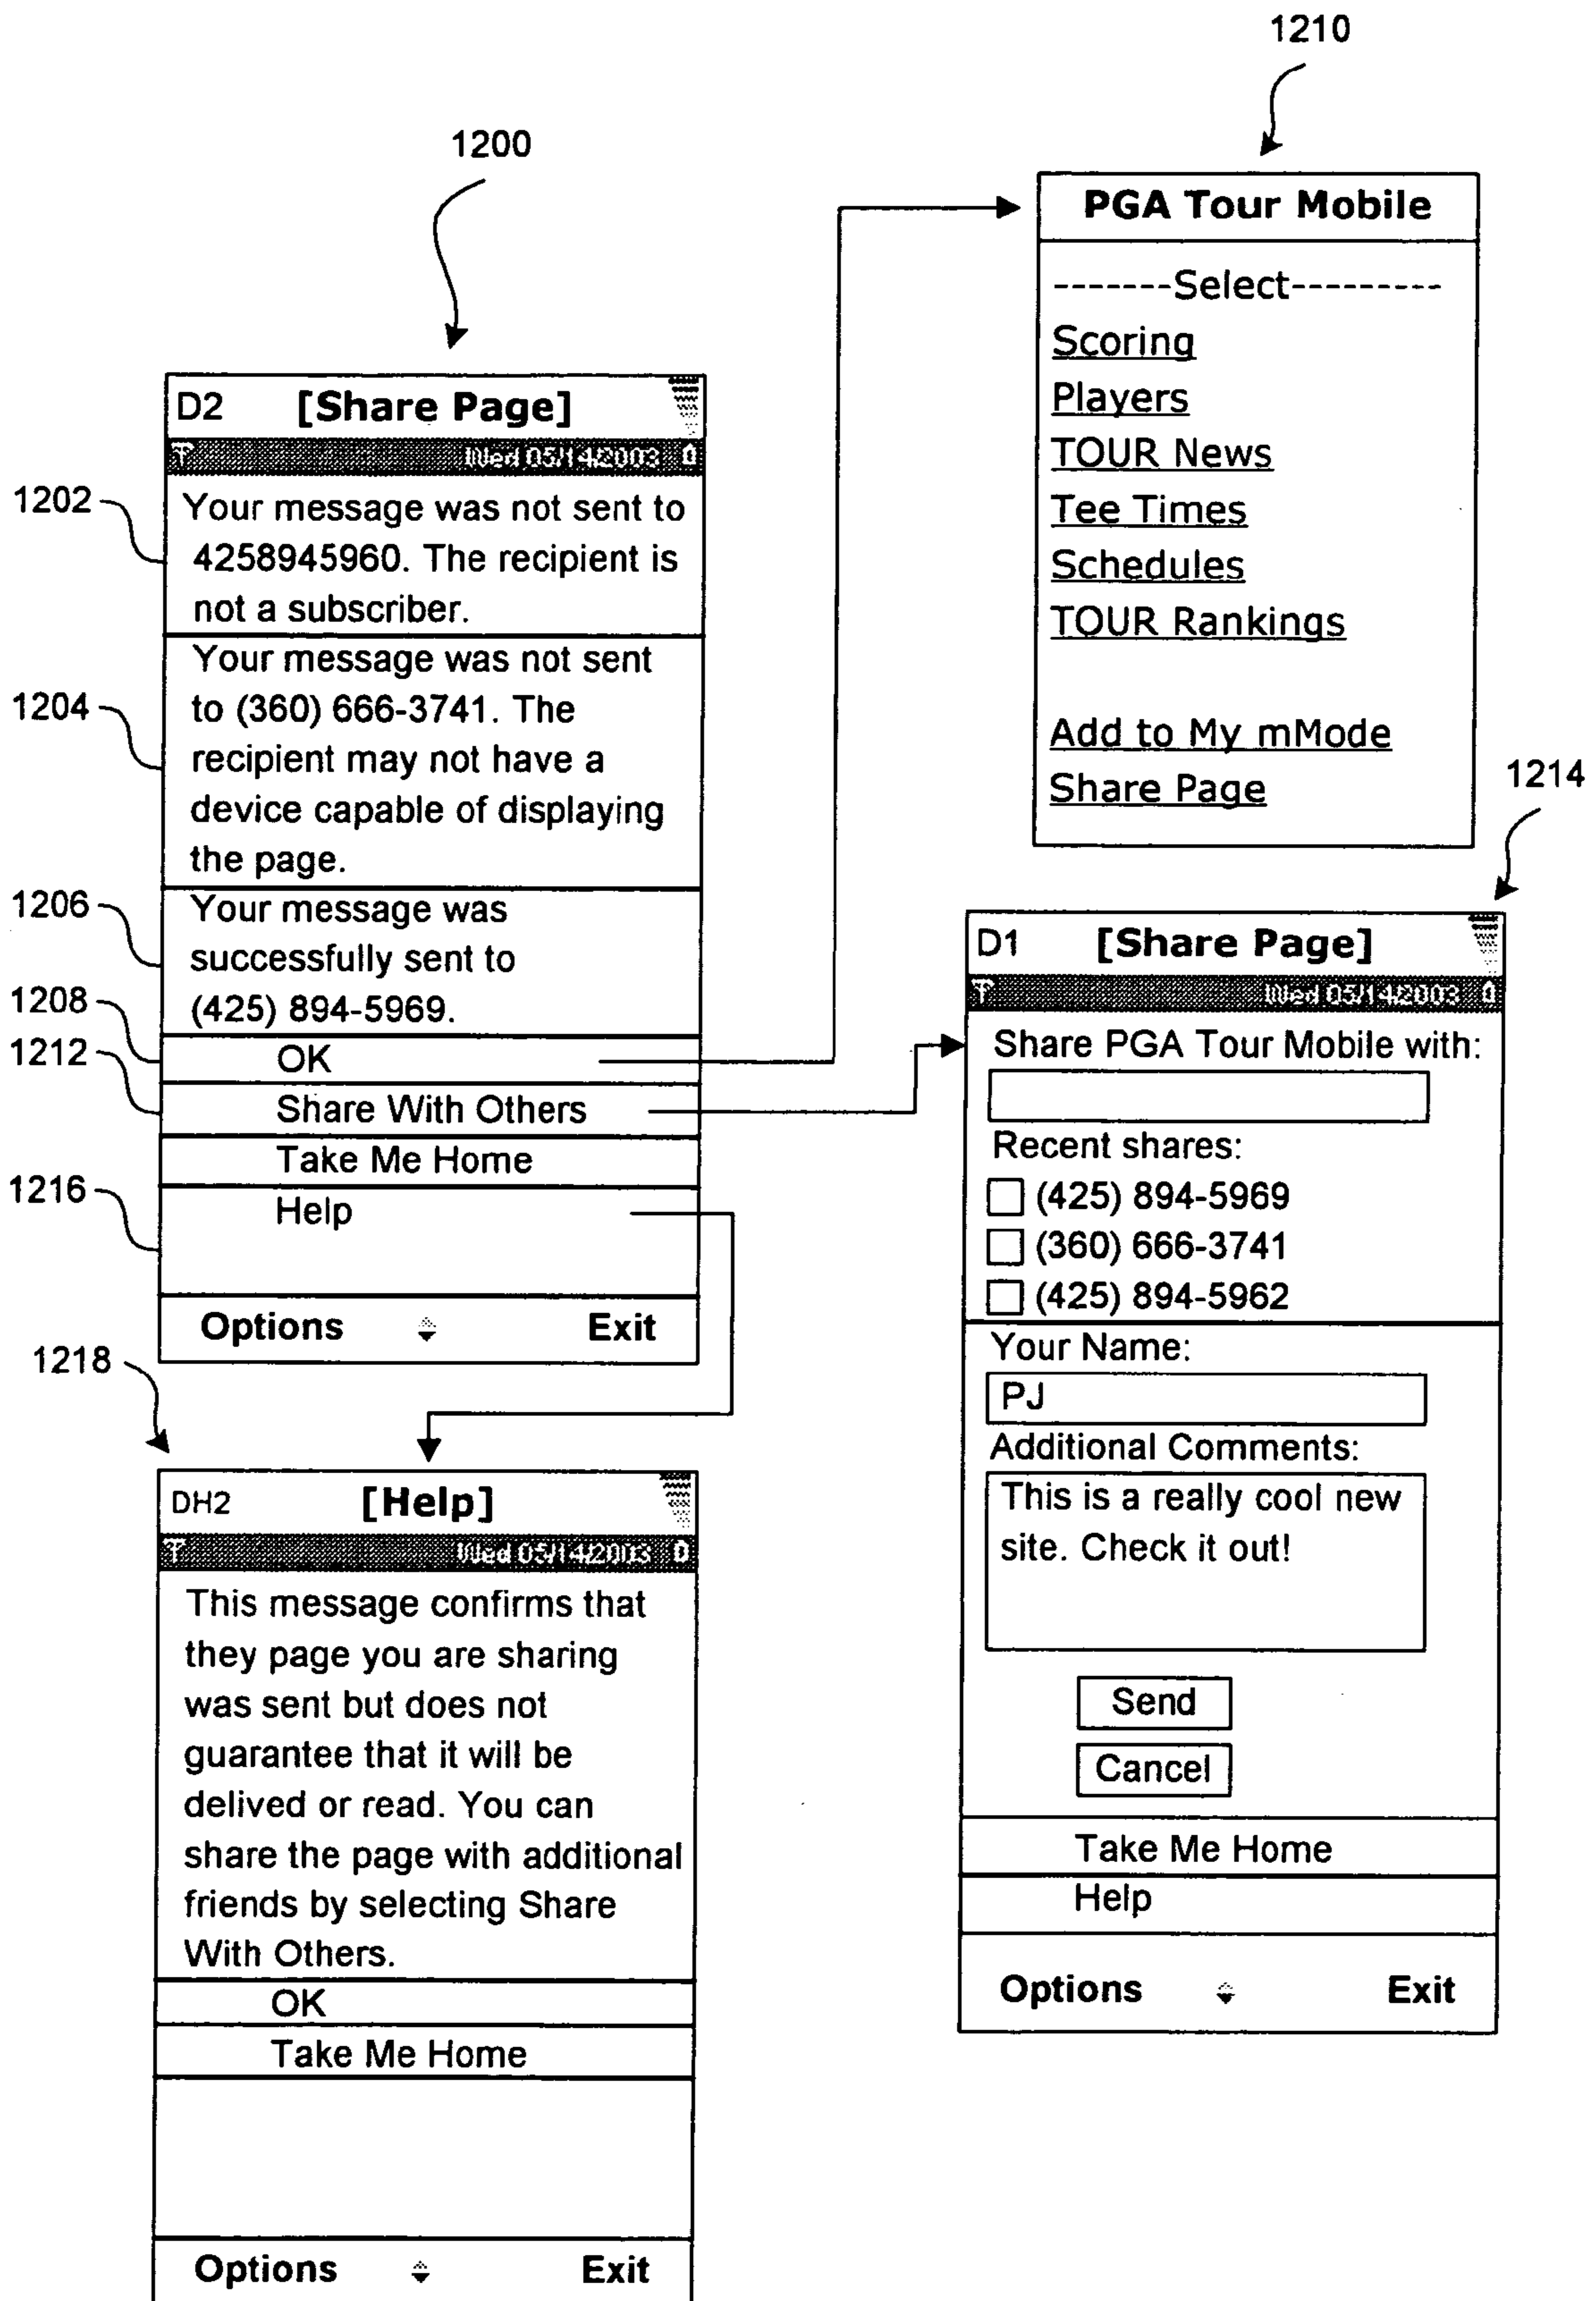 1210
1200
PGA Tour Mobile
-------Select---------
Scoring
Players
TOUR News
Tee Times
Schedules
TOUR Rankings
Add to My mMode
Share Page
D2 [Share Page]
Wed 05/14/2003
1202
Your message was not sent to
4258945960. The recipient is
not a subscriber.
1204
Your message was not sent
to (360) 666-3741. The
recipient may not have a
device capable of displaying
the page.
1206
Your message was
successfully sent to
(425) 894-5969.
1208
OK
1212
Share With Others
Take Me Home
1216
Help
Options Exit
1214
D1 [Share Page]
Wed 05/14/2003
Share PGA Tour Mobile with:
Recent shares:
(425) 894-5969
(360) 666-3741
(425) 894-5962
Your Name:
PJ
Additional Comments:
This is a really cool new
site. Check it out!
Send
Cancel
Take Me Home
Help
Options Exit
1218
DH2 [Help]
Wed 05/14/2003
This message confirms that
they page you are sharing
was sent but does not
guarantee that it will be
delived or read. You can
share the page with additional
friends by selecting Share
With Others.
OK
Take Me Home
Options Exit